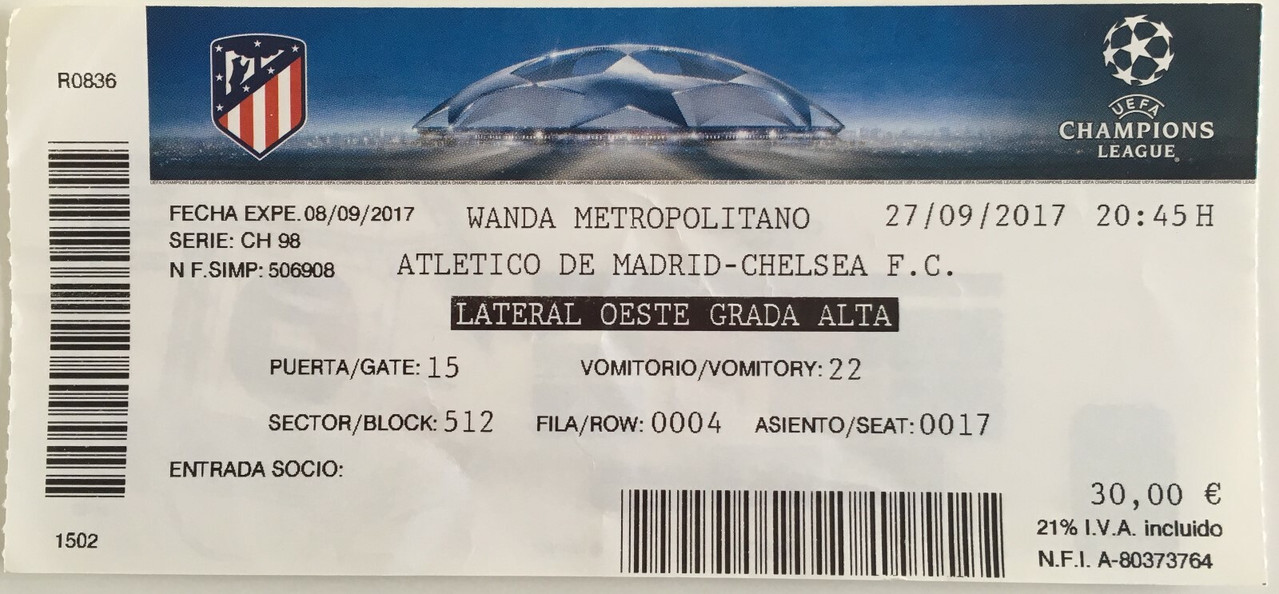 R0836
UEFA
CHAMPIONS
LEAGUE
FECHA EXPE.08/09/2017
WANDA METROPOLITANO
27/09/2017 20:45H
SERIE: CH 98
N F.SIMP: 506908
ATLETICO DE MADRID-CHELSEA F.C.
LATERAL OESTE GRADA ALTA
PUERTA/GATE: 15
VOMITORIO/VOMITORY: 22
SECTOR/BLOCK: 512
FILA/ROW: 0004
ASIENTO/SEAT: 0017
ENTRADA SOCIO:
30,00 €
21% I.V.A. incluido
N.F.I. A-80373764
1502